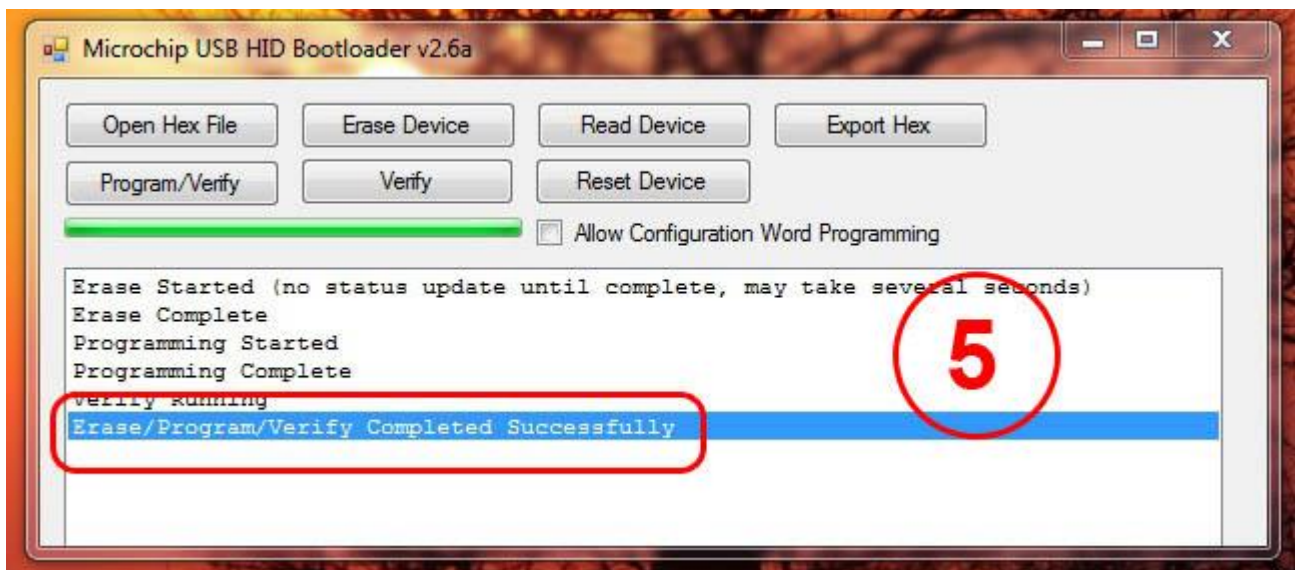 Microchip USB HID Bootloader v2.6a
Open Hex File Erase Device Read Device Export Hex
Program/Verify Verify Reset Device
Allow Configuration Word Programming
Erase Started (no status update until complete, may take several seconds)
Erase Complete
Programming Started
Programming Complete
Verify Running
Erase/Program/Verify Completed Successfully
5